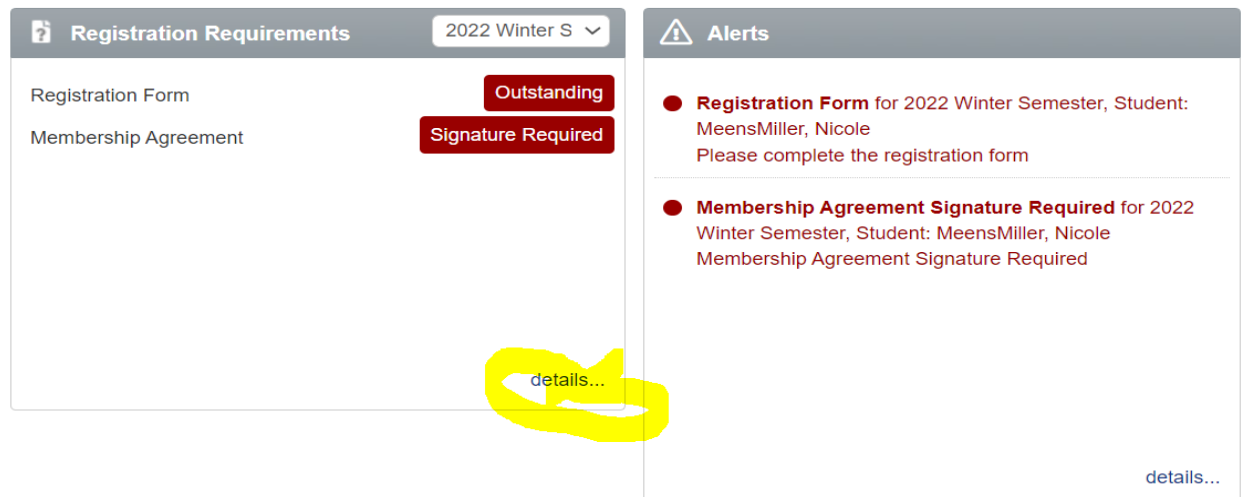 Registration Requirements
2022 Winter S
Registration Form
Outstanding
Membership Agreement
Signature Required
details...
Alerts
Registration Form for 2022 Winter Semester, Student:
MeensMiller, Nicole
Please complete the registration form
Membership Agreement Signature Required for 2022
Winter Semester, Student: MeensMiller, Nicole
Membership Agreement Signature Required
details...